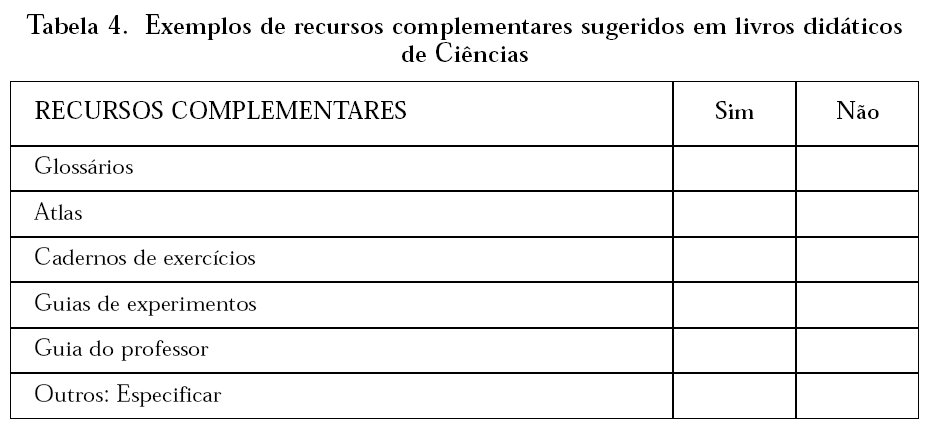 Tabela 4. Exemplos de recursos complementares sugeridos em livros didáticos
de Ciências
RECURSOS COMPLEMENTARES Sim Não
Glossários
Atlas
Cadernos de exercícios
Guias de experimentos
Guia do professor
Outros: Especificar